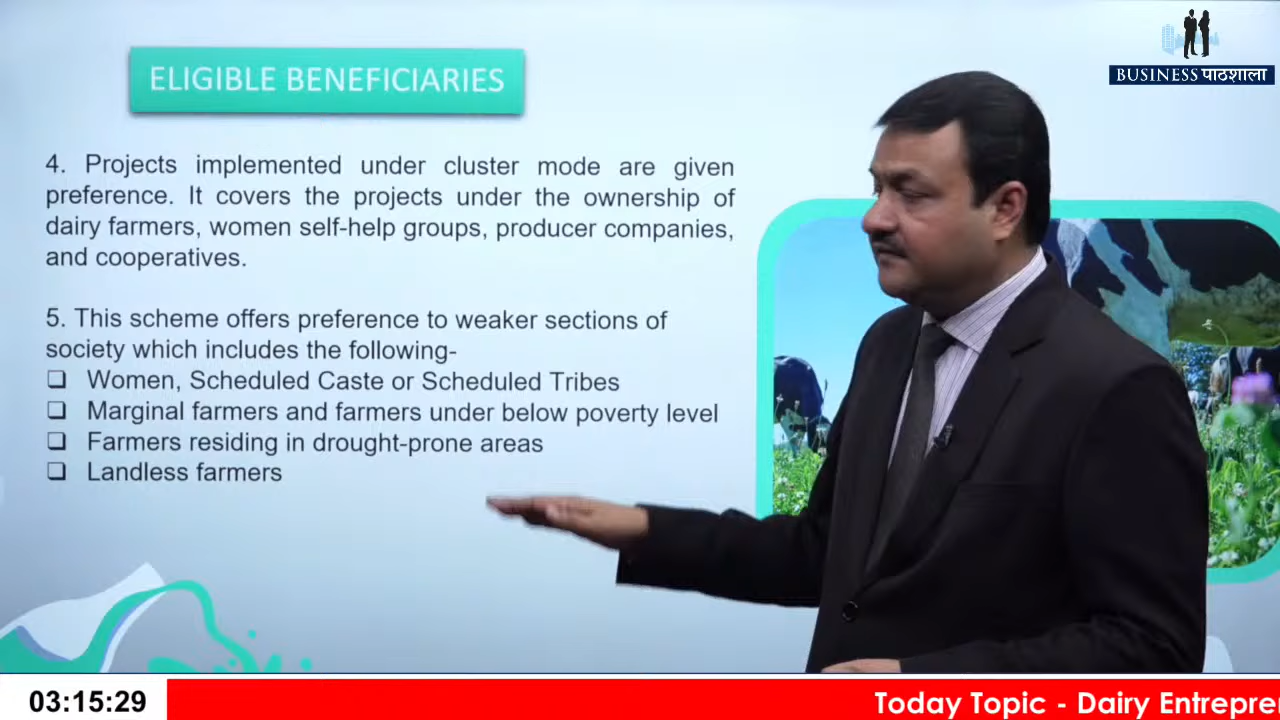 BUSINESS पाठशाला
ELIGIBLE BENEFICIARIES
4. Projects implemented under cluster mode are given
preference. It covers the projects under the ownership of
dairy farmers, women self-help groups, producer companies,
and cooperatives.
5. This scheme offers preference to weaker sections of
society which includes the following-
❑ Women, Scheduled Caste or Scheduled Tribes
❑ Marginal farmers and farmers under below poverty level
❑ Farmers residing in drought-prone areas
❑ Landless farmers
03:15:29
Today Topic - Dairy Entrepre